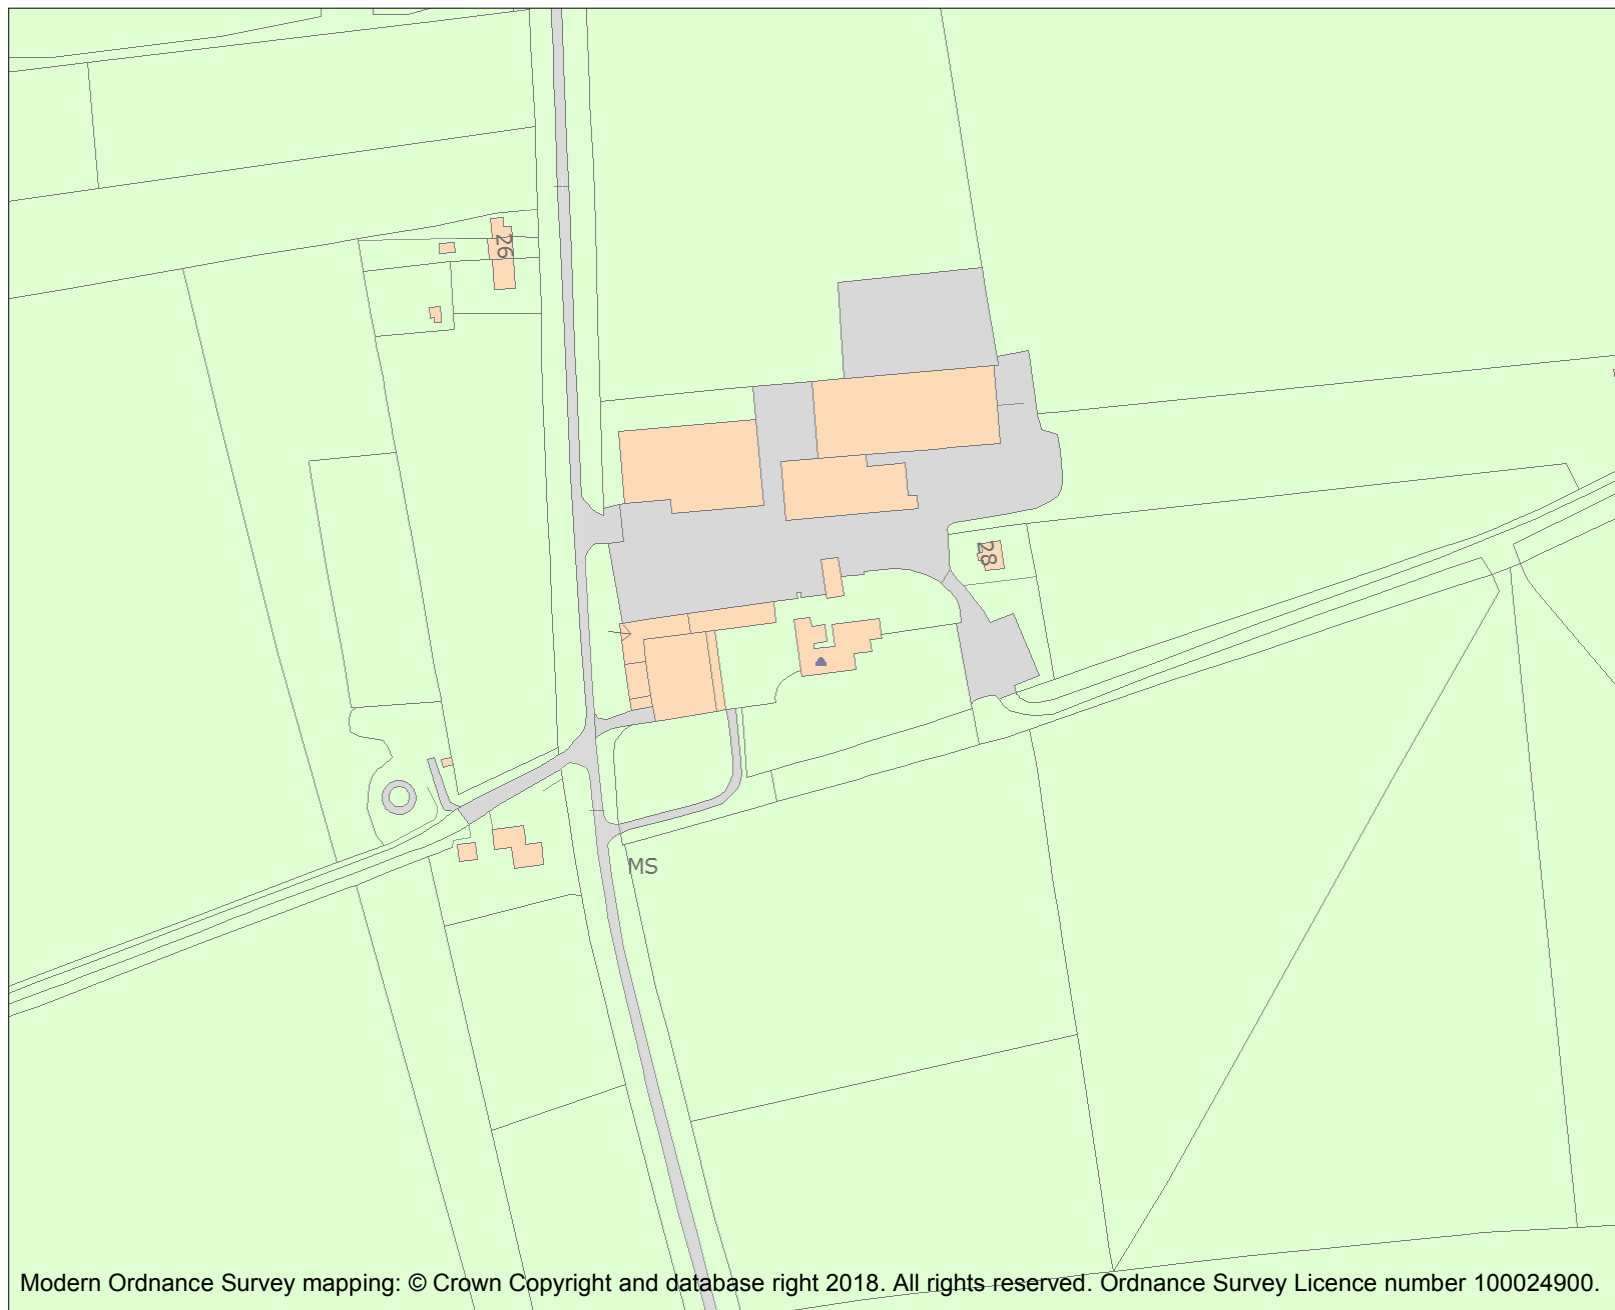 26
28
MS
Modern Ordnance Survey mapping: © Crown Copyright and database right 2018. All rights reserved. Ordnance Survey Licence number 100024900.